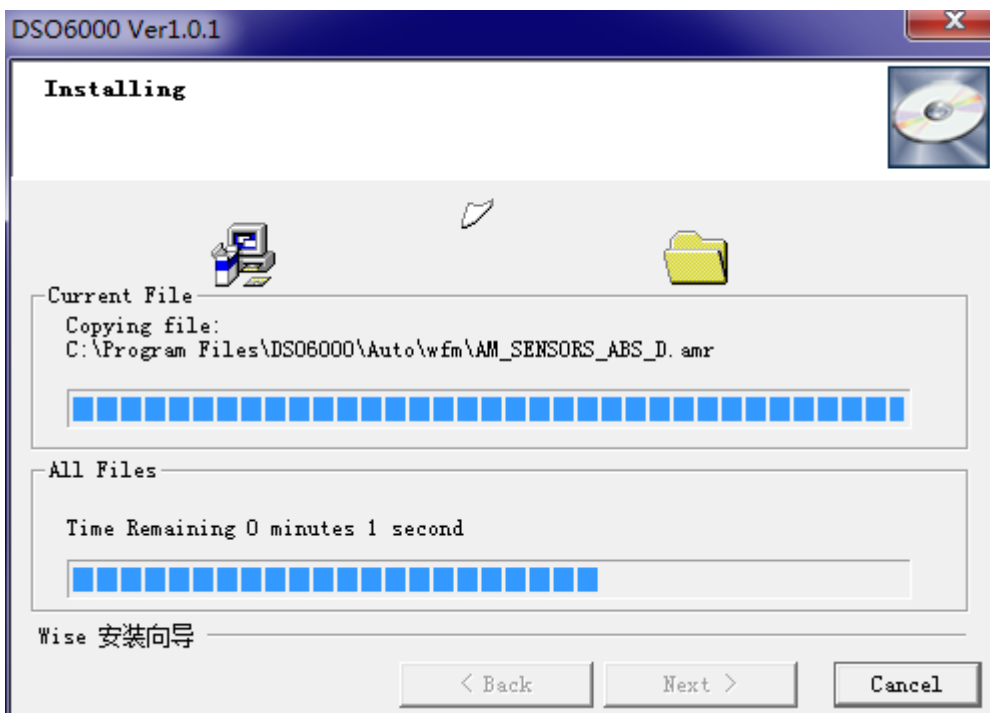 DSO6000 Ver1.0.1
Installing
Current File
Copying file:
C:\Program Files\DSO6000\Auto\wfm\AM_SENSORS_ABS_D.amr
All Files
Time Remaining 0 minutes 1 second
Wise 安装向导
< Back
Next >
Cancel